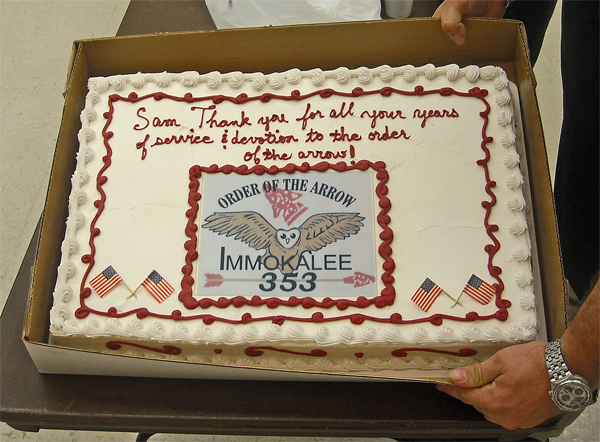 Sam Thank you for all your years
of service & devotion to the order
of the arrow!
ORDER OF THE ARROW
IMMOKALEE
353